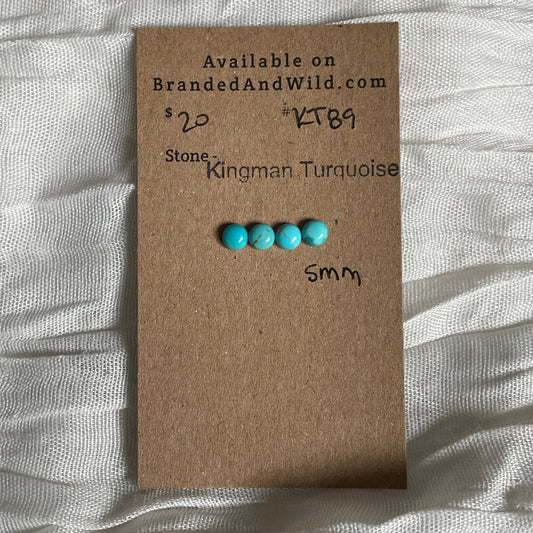 Available on
BrandedAndWild.com
$ 20 # KT89
Stone- Kingman Turquoise
5mm